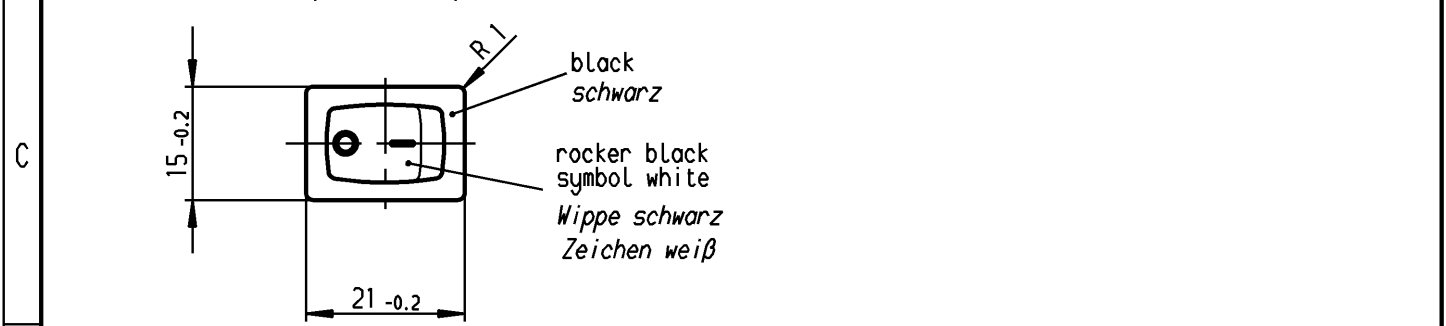 R 1
black
schwarz
15 -0.2
C
rocker black
symbol white
Wippe schwarz
Zeichen weiß
21 -0.2